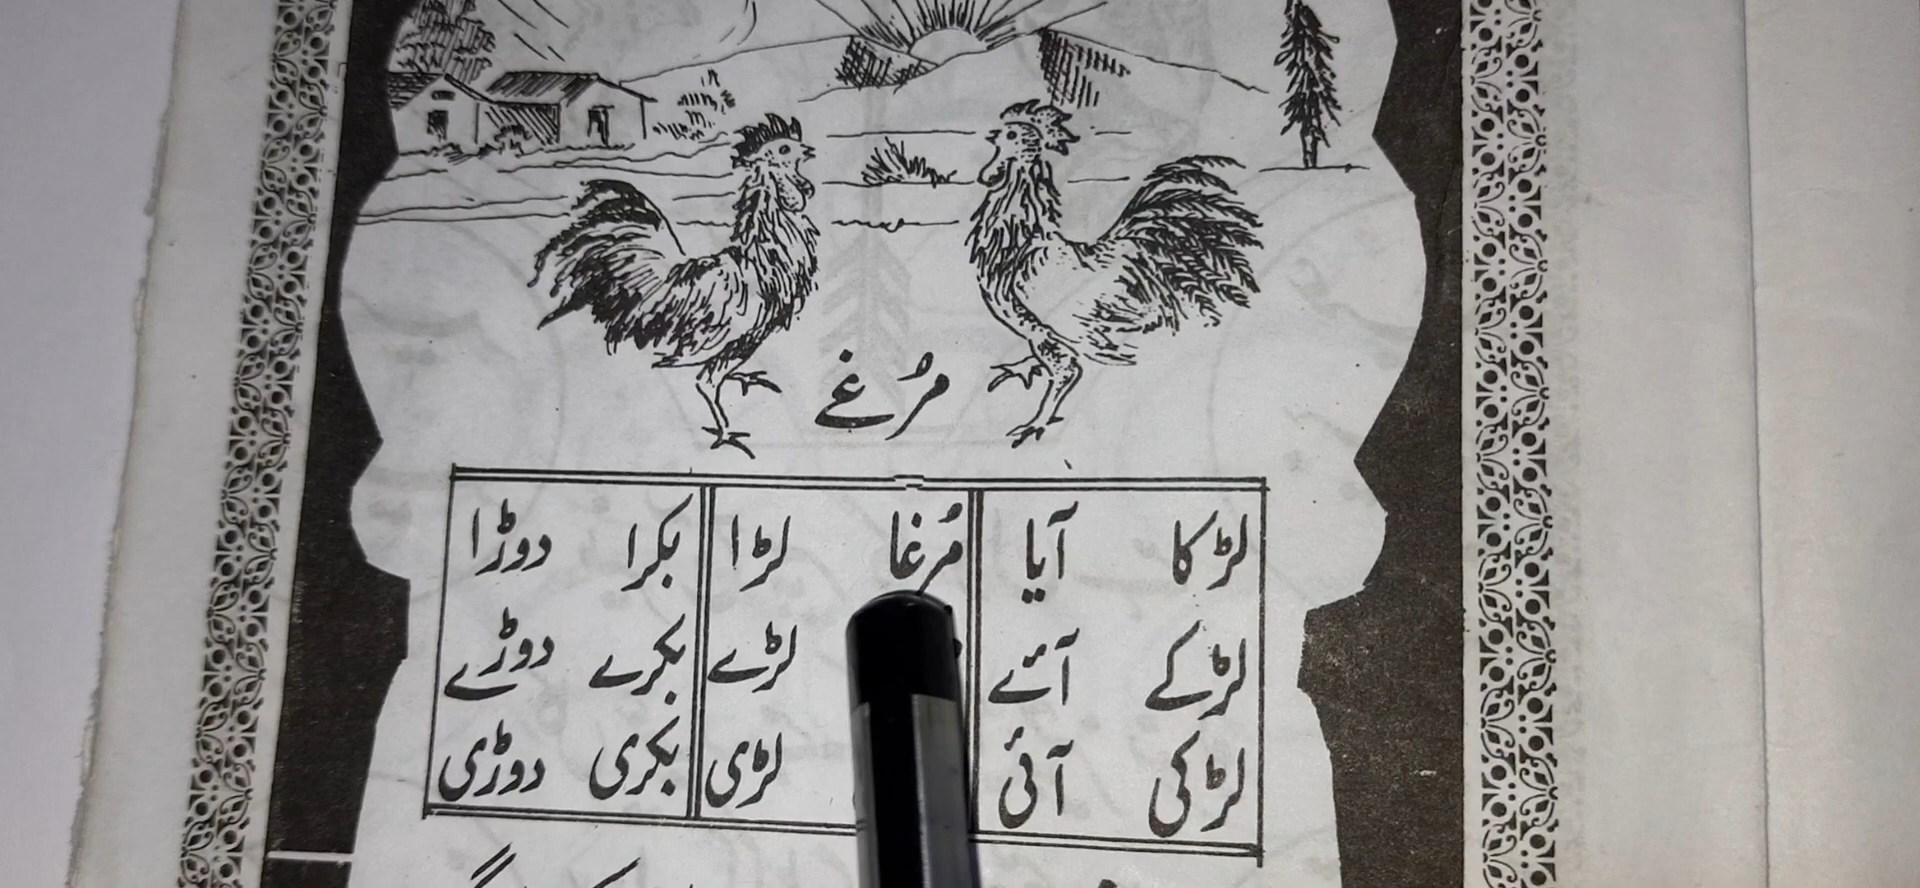 مُرغے
لڑکا آیا مُرغا لڑا بکرا دوڑا
لڑکے آئے لڑے بکرے دوڑے
لڑکی آئی لڑی بکری دوڑی